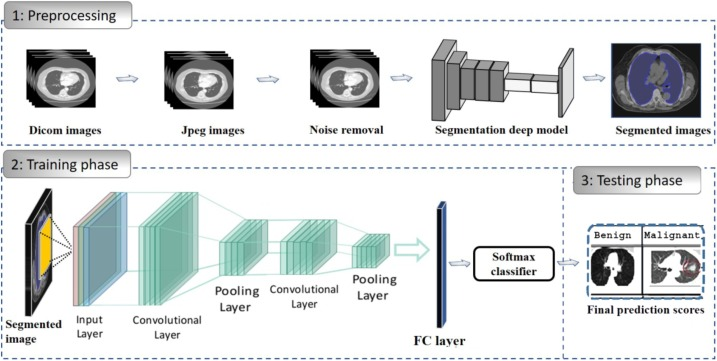 1: Preprocessing
Dicom images
Jpeg images
Noise removal
Segmentation deep model
Segmented images
2: Training phase
Segmented
image
Input
Layer
Convolutional Layer
Pooling
Layer
Convolutional
Layer
Pooling
Layer
FC layer
Softmax
classifier
3: Testing phase
Benign
Malignant
Final prediction scores